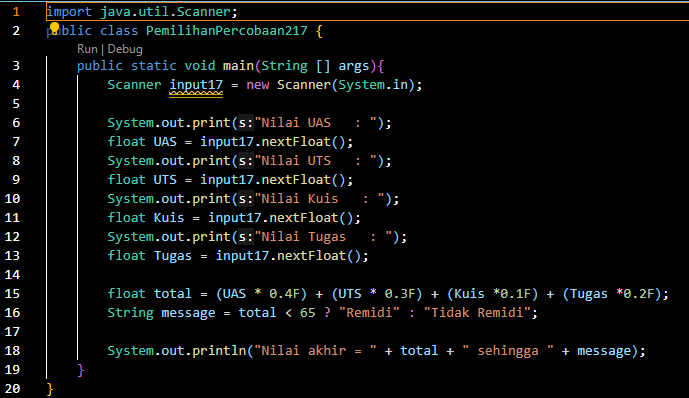 1 import java.util.Scanner;
2 public class PemilihanPercobaan217 {
Run | Debug
3 public static void main(String [] args){
4 Scanner input17 = new Scanner(System.in);
5
6 System.out.print(s:"Nilai UAS   : ");
7 float UAS = input17.nextFloat();
8 System.out.print(s:"Nilai UTS   : ");
9 float UTS = input17.nextFloat();
10 System.out.print(s:"Nilai Kuis   : ");
11 float Kuis = input17.nextFloat();
12 System.out.print(s:"Nilai Tugas   : ");
13 float Tugas = input17.nextFloat();
14
15 float total = (UAS * 0.4F) + (UTS * 0.3F) + (Kuis *0.1F) + (Tugas *0.2F);
16 String message = total < 65 ? "Remidi" : "Tidak Remidi";
17
18 System.out.println("Nilai akhir = " + total + " sehingga " + message);
19 }
20 }